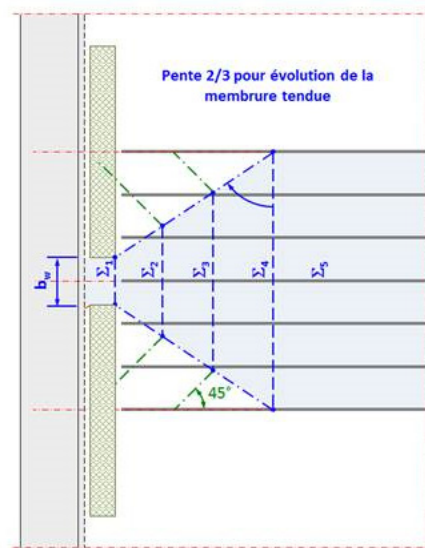 Pente 2/3 pour évolution de la
membrure tendue
b_w
Σ₁
Σ₂
Σ₃
Σ₄
Σ₅
45°